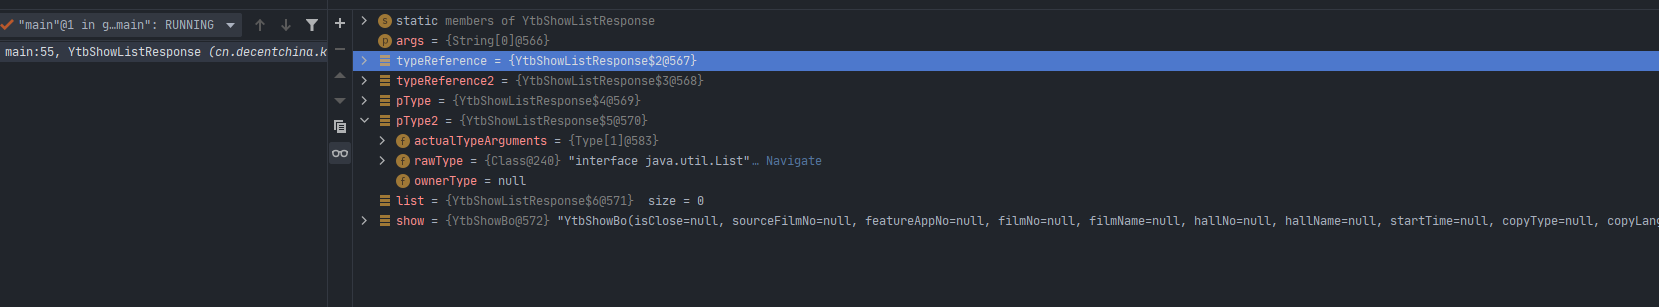 "main"@1 in g…main": RUNNING
main:55, YtbShowListResponse (cn.decentchina.k
static members of YtbShowListResponse
args = {String[0]@566}
typeReference = {YtbShowListResponse$2@567}
typeReference2 = {YtbShowListResponse$3@568}
pType = {YtbShowListResponse$4@569}
pType2 = {YtbShowListResponse$5@570}
actualTypeArguments = {Type[1]@583}
rawType = {Class@240} "interface java.util.List"… Navigate
ownerType = null
list = {YtbShowListResponse$6@571} size = 0
show = {YtbShowBo@572} "YtbShowBo(isClose=null, sourceFilmNo=null, featureAppNo=null, filmNo=null, filmName=null, hallNo=null, hallName=null, startTime=null, copyType=null, copyLang